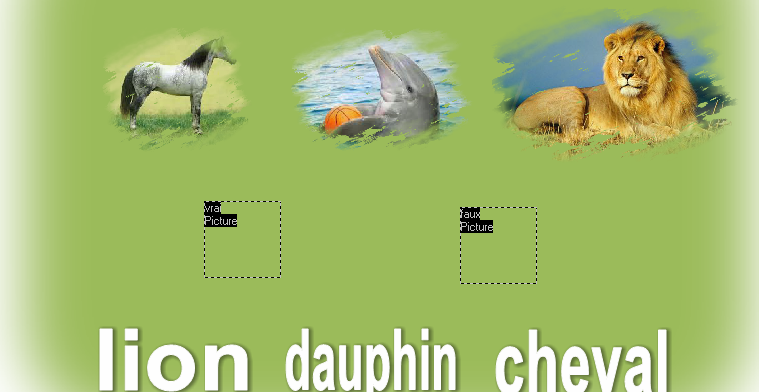 vrai
Picture
faux
Picture
lion dauphin cheval